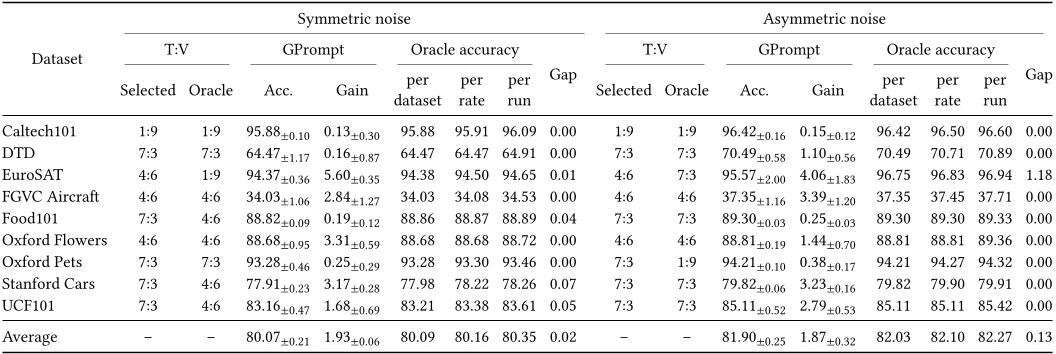 Symmetric noise Asymmetric noise
Dataset T:V GPrompt Oracle accuracy Gap T:V GPrompt Oracle accuracy Gap
Selected Oracle Acc. Gain per dataset per rate per run Selected Oracle Acc. Gain per dataset per rate per run
Caltech101 1:9 1:9 95.88±0.10 0.13±0.30 95.88 95.91 96.09 0.00 1:9 1:9 96.42±0.16 0.15±0.12 96.42 96.50 96.60 0.00
DTD 7:3 7:3 64.47±1.17 0.16±0.87 64.47 64.47 64.91 0.00 7:3 7:3 70.49±0.58 1.10±0.56 70.49 70.71 70.89 0.00
EuroSAT 4:6 1:9 94.37±0.36 5.60±0.35 94.38 94.50 94.65 0.01 4:6 7:3 95.57±2.00 4.06±1.83 96.75 96.83 96.94 1.18
FGVC Aircraft 4:6 4:6 34.03±1.06 2.84±1.27 34.03 34.08 34.53 0.00 4:6 4:6 37.35±1.16 3.39±1.20 37.35 37.45 37.71 0.00
Food101 7:3 4:6 88.82±0.09 0.19±0.12 88.86 88.87 88.89 0.04 7:3 7:3 89.30±0.03 0.25±0.03 89.30 89.30 89.33 0.00
Oxford Flowers 4:6 4:6 88.68±0.95 3.31±0.59 88.68 88.68 88.72 0.00 4:6 4:6 88.81±0.19 1.44±0.70 88.81 88.81 89.36 0.00
Oxford Pets 7:3 7:3 93.28±0.46 0.25±0.29 93.28 93.30 93.46 0.00 7:3 1:9 94.21±0.10 0.38±0.17 94.21 94.27 94.32 0.00
Stanford Cars 7:3 4:6 77.91±0.23 3.17±0.28 77.98 78.22 78.26 0.07 7:3 7:3 79.82±0.06 3.23±0.16 79.82 79.90 79.91 0.00
UCF101 7:3 4:6 83.16±0.47 1.68±0.69 83.21 83.38 83.61 0.05 7:3 7:3 85.11±0.52 2.79±0.53 85.11 85.11 85.42 0.00
Average – – 80.07±0.21 1.93±0.06 80.09 80.16 80.35 0.02 – – 81.90±0.25 1.87±0.32 82.03 82.10 82.27 0.13